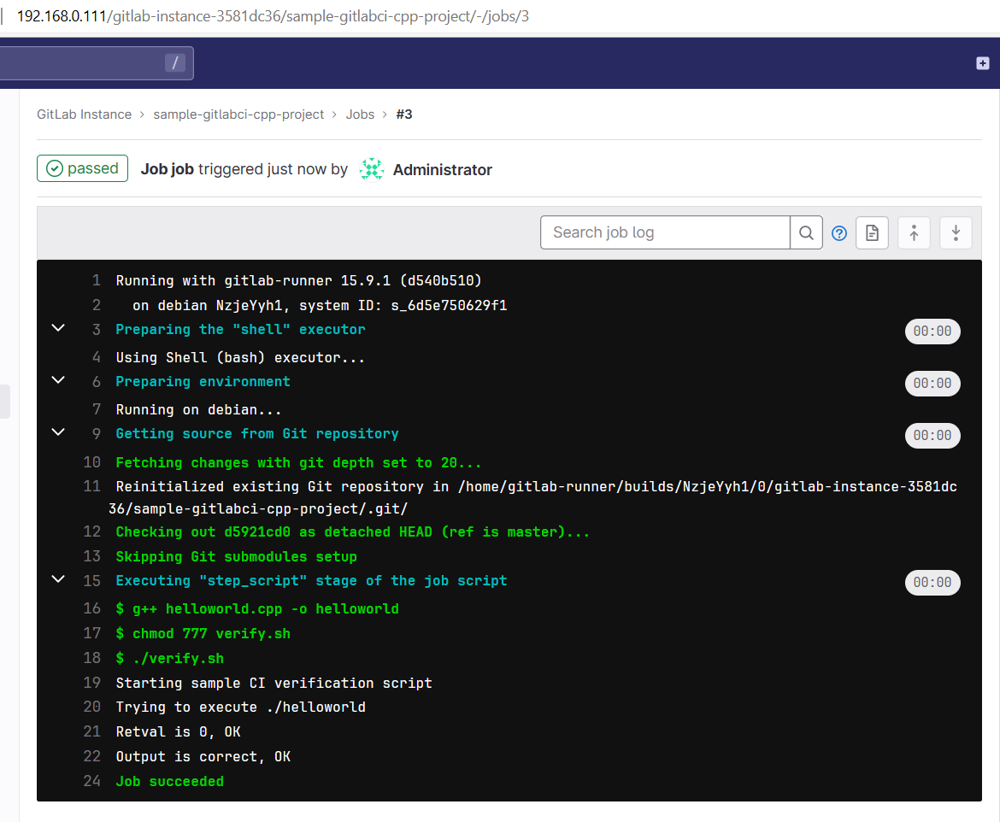 192.168.0.111/gitlab-instance-3581dc36/sample-gitlabci-cpp-project/-/jobs/3
/
GitLab Instance > sample-gitlabci-cpp-project > Jobs > #3
passed Job job triggered just now by Administrator
Search job log
1 Running with gitlab-runner 15.9.1 (d540b510)
2 on debian NzjeYyh1, system ID: s_6d5e750629f1
3 Preparing the "shell" executor 00:00
4 Using Shell (bash) executor...
6 Preparing environment 00:00
7 Running on debian...
9 Getting source from Git repository 00:00
10 Fetching changes with git depth set to 20...
11 Reinitialized existing Git repository in /home/gitlab-runner/builds/NzjeYyh1/0/gitlab-instance-3581dc
36/sample-gitlabci-cpp-project/.git/
12 Checking out d5921cd0 as detached HEAD (ref is master)...
13 Skipping Git submodules setup
15 Executing "step_script" stage of the job script 00:00
16 $ g++ helloworld.cpp -o helloworld
17 $ chmod 777 verify.sh
18 $ ./verify.sh
19 Starting sample CI verification script
20 Trying to execute ./helloworld
21 Retval is 0, OK
22 Output is correct, OK
24 Job succeeded